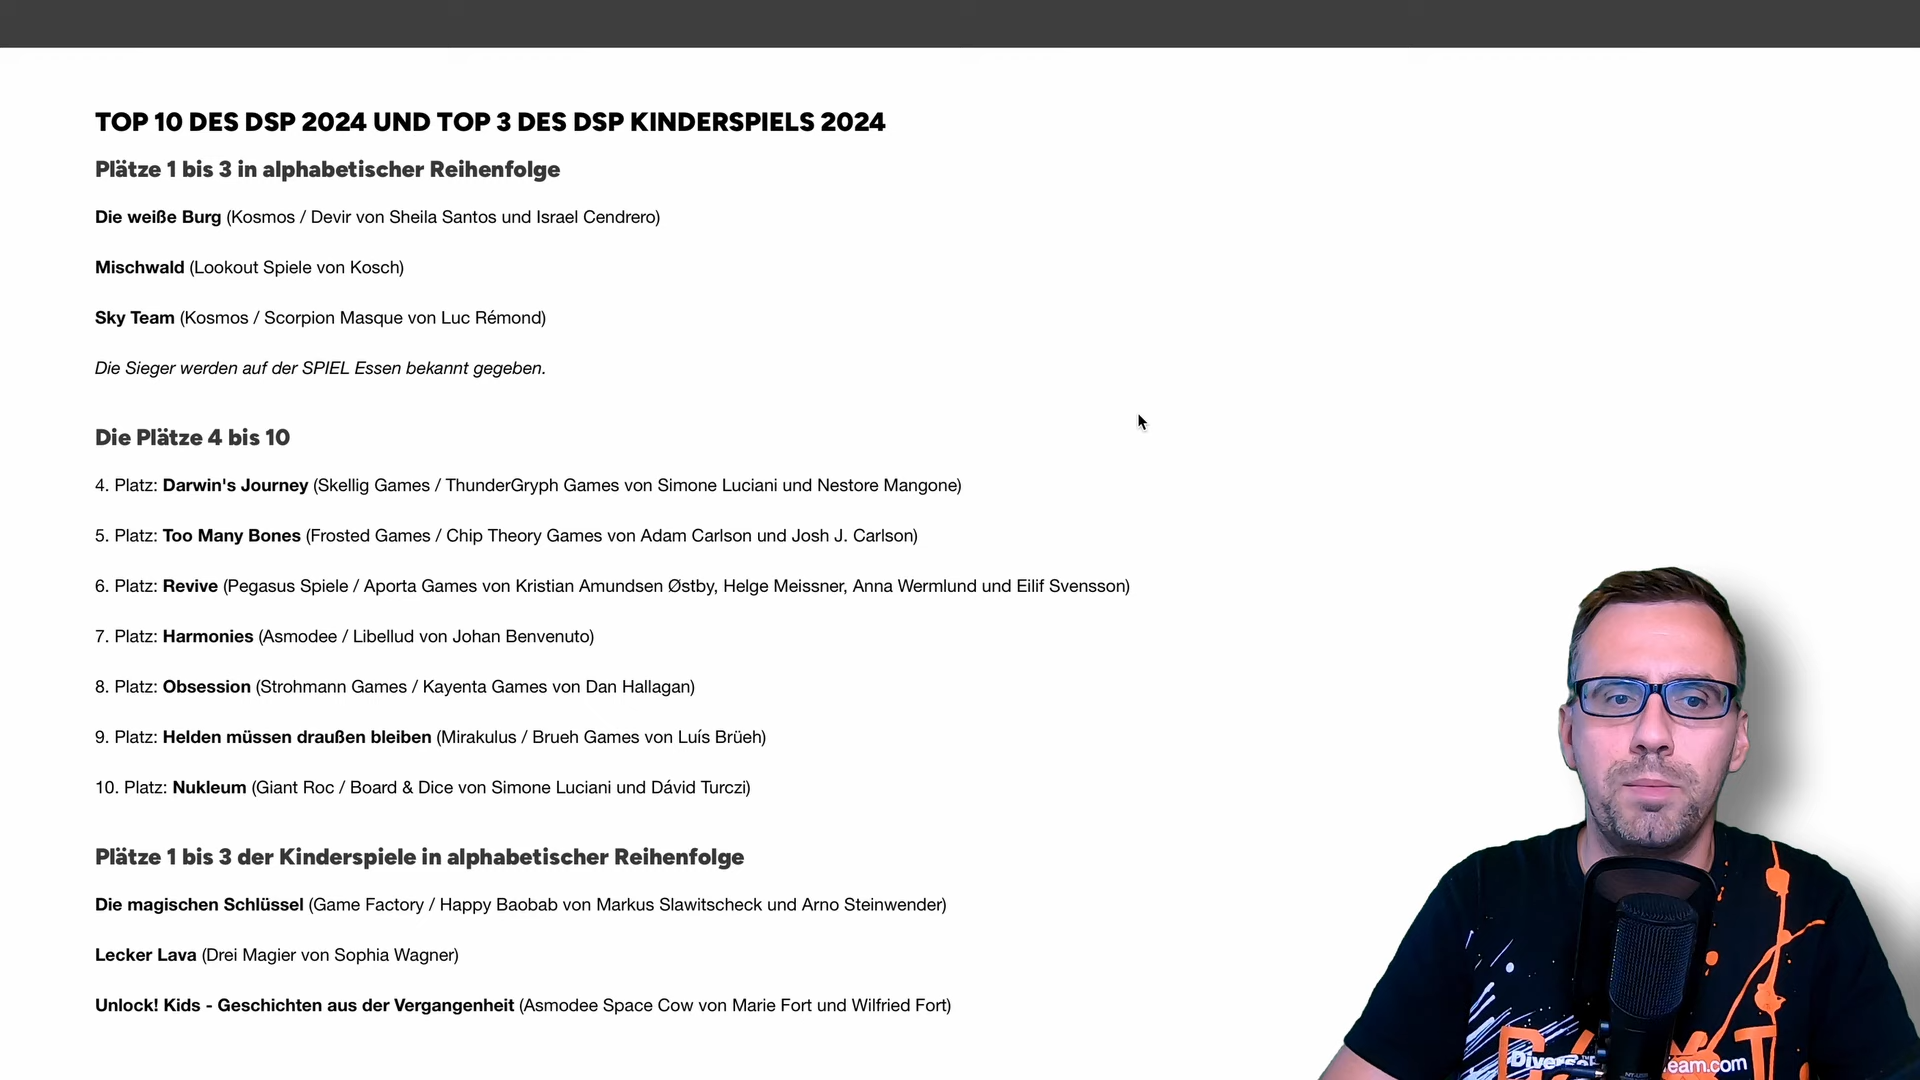 TOP 10 DES DSP 2024 UND TOP 3 DES DSP KINDERSPIELS 2024
Plätze 1 bis 3 in alphabetischer Reihenfolge
Die weiße Burg (Kosmos / Devir von Sheila Santos und Israel Cendrero)
Mischwald (Lookout Spiele von Kosch)
Sky Team (Kosmos / Scorpion Masque von Luc Rémond)
Die Sieger werden auf der SPIEL Essen bekannt gegeben.
Die Plätze 4 bis 10
4. Platz: Darwin's Journey (Skellig Games / ThunderGryph Games von Simone Luciani und Nestore Mangone)
5. Platz: Too Many Bones (Frosted Games / Chip Theory Games von Adam Carlson und Josh J. Carlson)
6. Platz: Revive (Pegasus Spiele / Aporta Games von Kristian Amundsen Østby, Helge Meissner, Anna Wermlund und Eilif Svensson)
7. Platz: Harmonies (Asmodee / Libellud von Johan Benvenuto)
8. Platz: Obsession (Strohmann Games / Kayenta Games von Dan Hallagan)
9. Platz: Helden müssen draußen bleiben (Mirakulus / Brueh Games von Luís Brüeh)
10. Platz: Nukleum (Giant Roc / Board & Dice von Simone Luciani und Dávid Turczi)
Plätze 1 bis 3 der Kinderspiele in alphabetischer Reihenfolge
Die magischen Schlüssel (Game Factory / Happy Baobab von Markus Slawitscheck und Arno Steinwender)
Lecker Lava (Drei Magier von Sophia Wagner)
Unlock! Kids - Geschichten aus der Vergangenheit (Asmodee Space Cow von Marie Fort und Wilfried Fort)
eam.com